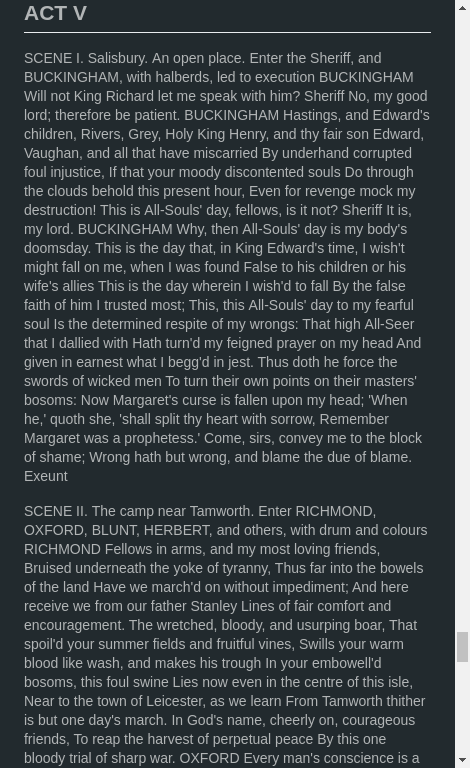 ACT V
SCENE I. Salisbury. An open place. Enter the Sheriff, and
BUCKINGHAM, with halberds, led to execution BUCKINGHAM
Will not King Richard let me speak with him? Sheriff No, my good
lord; therefore be patient. BUCKINGHAM Hastings, and Edward's
children, Rivers, Grey, Holy King Henry, and thy fair son Edward,
Vaughan, and all that have miscarried By underhand corrupted
foul injustice, If that your moody discontented souls Do through
the clouds behold this present hour, Even for revenge mock my
destruction! This is All-Souls' day, fellows, is it not? Sheriff It is,
my lord. BUCKINGHAM Why, then All-Souls' day is my body's
doomsday. This is the day that, in King Edward's time, I wish't
might fall on me, when I was found False to his children or his
wife's allies This is the day wherein I wish'd to fall By the false
faith of him I trusted most; This, this All-Souls' day to my fearful
soul Is the determined respite of my wrongs: That high All-Seer
that I dallied with Hath turn'd my feigned prayer on my head And
given in earnest what I begg'd in jest. Thus doth he force the
swords of wicked men To turn their own points on their masters'
bosoms: Now Margaret's curse is fallen upon my head; 'When
he,' quoth she, 'shall split thy heart with sorrow, Remember
Margaret was a prophetess.' Come, sirs, convey me to the block
of shame; Wrong hath but wrong, and blame the due of blame.
Exeunt
SCENE II. The camp near Tamworth. Enter RICHMOND,
OXFORD, BLUNT, HERBERT, and others, with drum and colours
RICHMOND Fellows in arms, and my most loving friends,
Bruised underneath the yoke of tyranny, Thus far into the bowels
of the land Have we march'd on without impediment; And here
receive we from our father Stanley Lines of fair comfort and
encouragement. The wretched, bloody, and usurping boar, That
spoil'd your summer fields and fruitful vines, Swills your warm
blood like wash, and makes his trough In your embowell'd
bosoms, this foul swine Lies now even in the centre of this isle,
Near to the town of Leicester, as we learn From Tamworth thither
is but one day's march. In God's name, cheerly on, courageous
friends, To reap the harvest of perpetual peace By this one
bloody trial of sharp war. OXFORD Every man's conscience is a